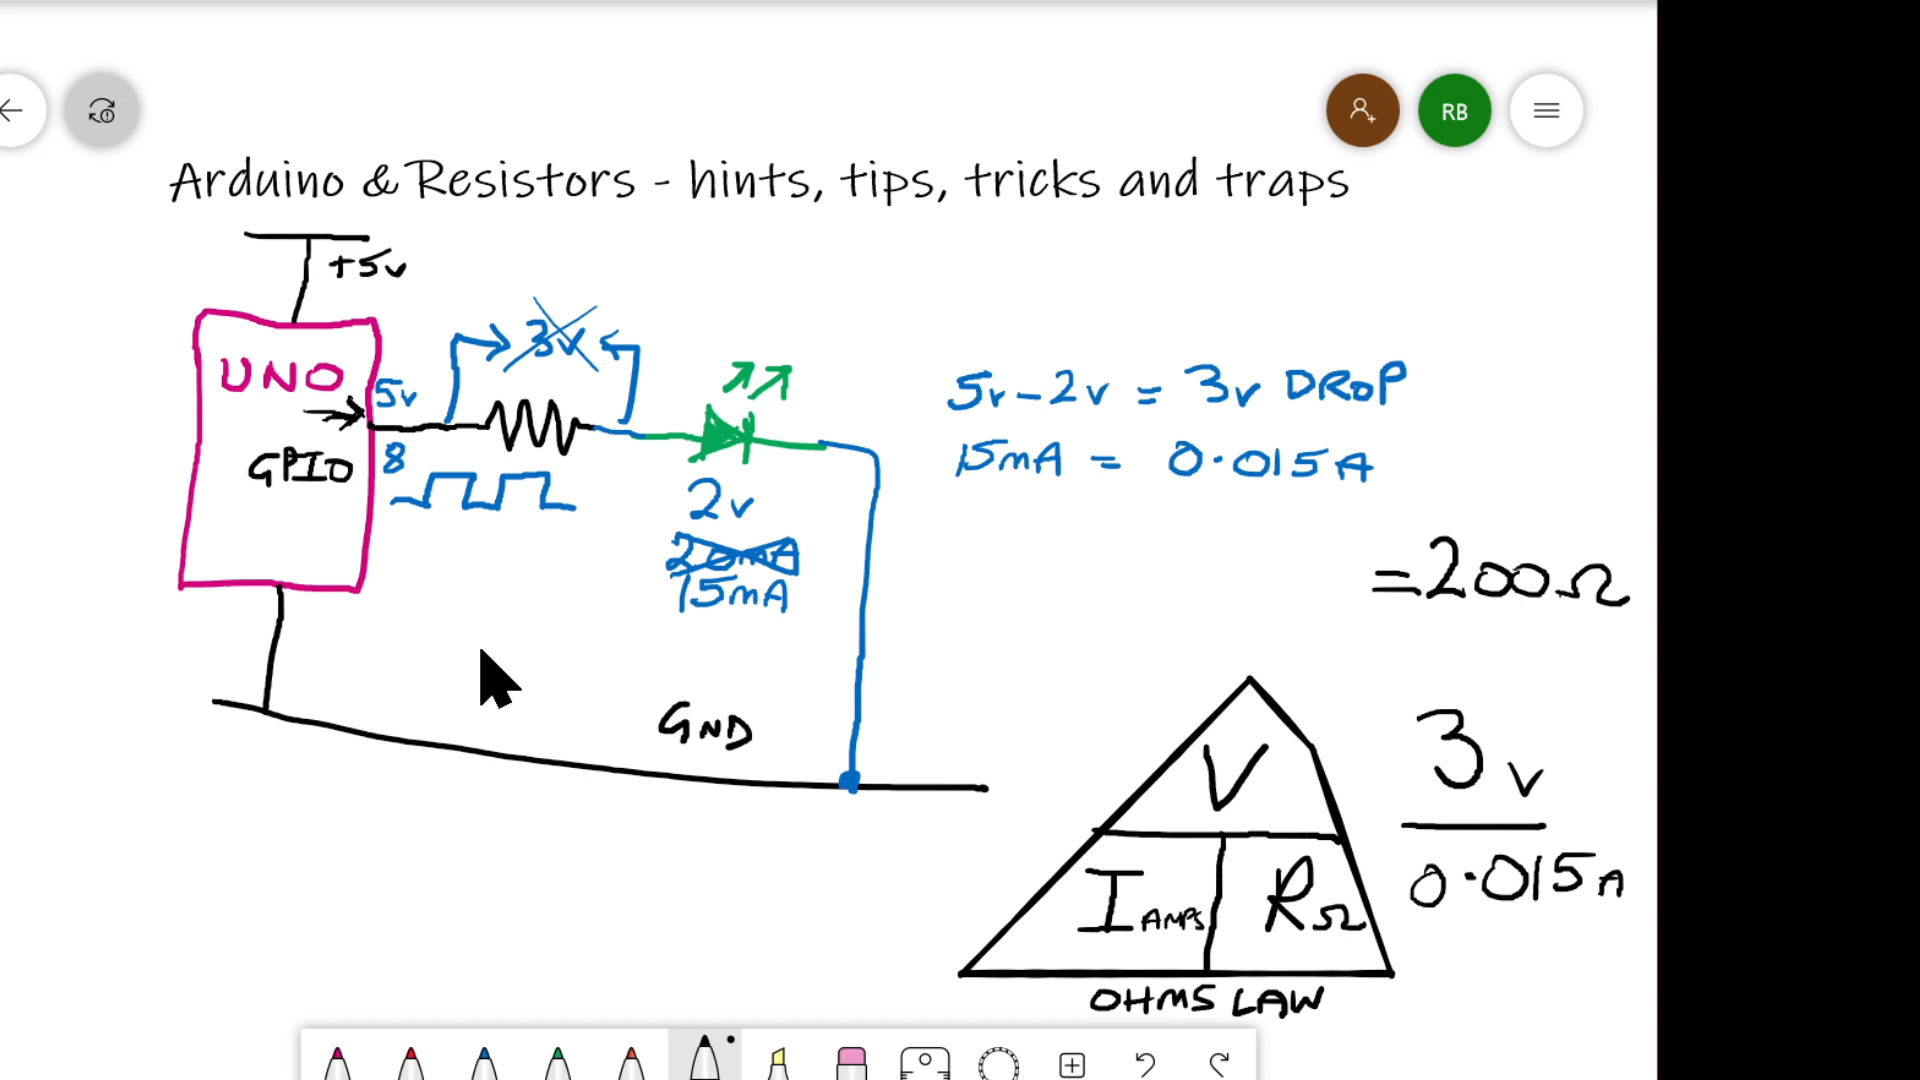 RB
Arduino & Resistors - hints, tips, tricks and traps
+5v
3v
UNO
5v
GPIO
8
2v
20mA
15mA
GND
5v - 2v = 3v DROP
15mA = 0.015A
= 200Ω
V
I AMPS
RΩ
OHMS LAW
3v
0.015A